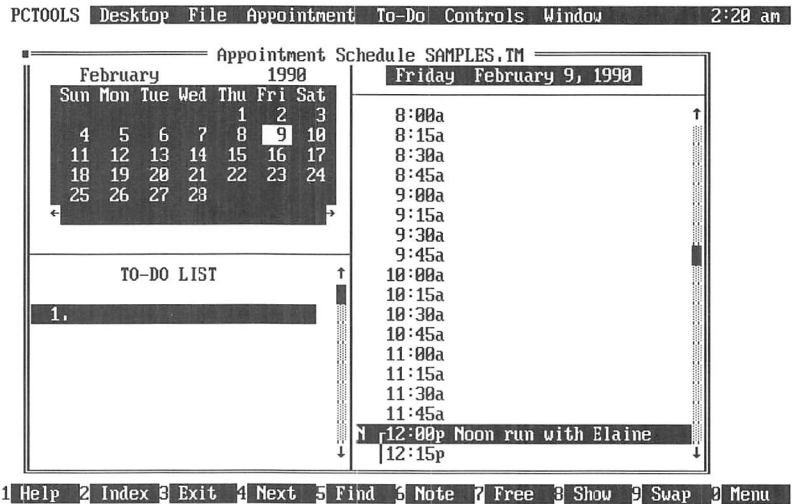 PCTOOLS Desktop File Appointment To-Do Controls Window 2:20 am
Appointment Schedule SAMPLES.TM
February 1990
Sun Mon Tue Wed Thu Fri Sat
1 2 3
4 5 6 7 8 9 10
11 12 13 14 15 16 17
18 19 20 21 22 23 24
25 26 27 28
TO-DO LIST
1.
Friday February 9, 1990
8:00a
8:15a
8:30a
8:45a
9:00a
9:15a
9:30a
9:45a
10:00a
10:15a
10:30a
10:45a
11:00a
11:15a
11:30a
11:45a
N 12:00p Noon run with Elaine
12:15p
1 Help 2 Index 3 Exit 4 Next 5 Find 6 Note 7 Free 8 Show 9 Swap 0 Menu